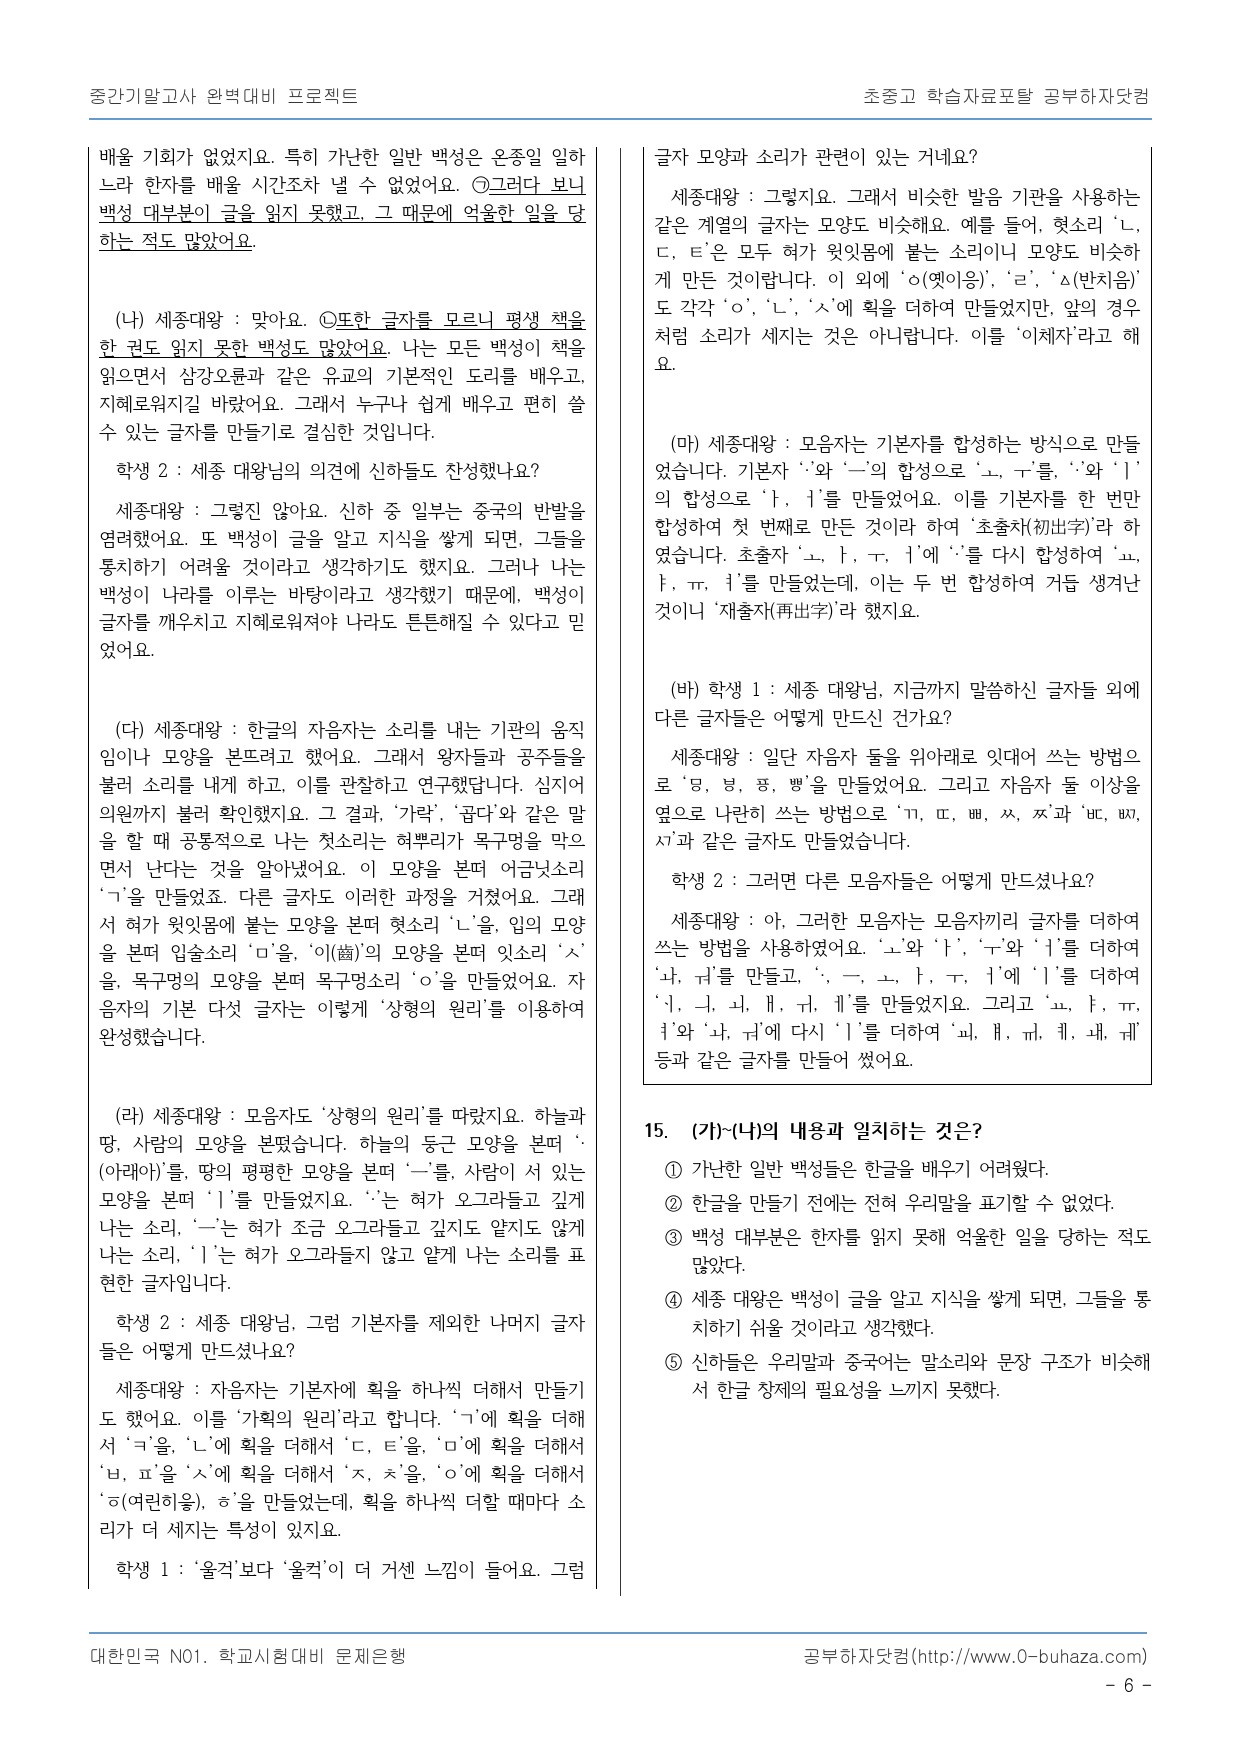 중간기말고사 완벽대비 프로젝트
초중고 학습자료포탈 공부하자닷컴
배울 기회가 없었지요. 특히 가난한 일반 백성은 온종일 일하
느라 한자를 배울 시간조차 낼 수 없었어요. ㉠그러다 보니
백성 대부분이 글을 읽지 못했고, 그 때문에 억울한 일을 당
하는 적도 많았어요.
(나) 세종대왕 : 맞아요. ㉡또한 글자를 모르니 평생 책을
한 권도 읽지 못한 백성도 많았어요. 나는 모든 백성이 책을
읽으면서 삼강오륜과 같은 유교의 기본적인 도리를 배우고,
지혜로워지길 바랐어요. 그래서 누구나 쉽게 배우고 편히 쓸
수 있는 글자를 만들기로 결심한 것입니다.
학생 2 : 세종 대왕님의 의견에 신하들도 찬성했나요?
세종대왕 : 그렇진 않아요. 신하 중 일부는 중국의 반발을
염려했어요. 또 백성이 글을 알고 지식을 쌓게 되면, 그들을
통치하기 어려울 것이라고 생각하기도 했지요. 그러나 나는
백성이 나라를 이루는 바탕이라고 생각했기 때문에, 백성이
글자를 깨우치고 지혜로워져야 나라도 튼튼해질 수 있다고 믿
었어요.
(다) 세종대왕 : 한글의 자음자는 소리를 내는 기관의 움직
임이나 모양을 본뜨려고 했어요. 그래서 왕자들과 공주들을
불러 소리를 내게 하고, 이를 관찰하고 연구했답니다. 심지어
의원까지 불러 확인했지요. 그 결과, ‘가락’, ‘곱다’와 같은 말
을 할 때 공통적으로 나는 첫소리는 혀뿌리가 목구멍을 막으
면서 난다는 것을 알아냈어요. 이 모양을 본떠 어금닛소리
‘ㄱ’을 만들었죠. 다른 글자도 이러한 과정을 거쳤어요. 그래
서 혀가 윗잇몸에 붙는 모양을 본떠 혓소리 ‘ㄴ’을, 입의 모양
을 본떠 입술소리 ‘ㅁ’을, ‘이(齒)’의 모양을 본떠 잇소리 ‘ㅅ’
을, 목구멍의 모양을 본떠 목구멍소리 ‘ㅇ’을 만들었어요. 자
음자의 기본 다섯 글자는 이렇게 ‘상형의 원리’를 이용하여
완성했습니다.
(라) 세종대왕 : 모음자도 ‘상형의 원리’를 따랐지요. 하늘과
땅, 사람의 모양을 본떴습니다. 하늘의 둥근 모양을 본떠 ‘ㆍ
(아래아)’를, 땅의 평평한 모양을 본떠 ‘ㅡ’를, 사람이 서 있는
모양을 본떠 ‘ㅣ’를 만들었지요. ‘ㆍ’는 혀가 오그라들고 깊게
나는 소리, ‘ㅡ’는 혀가 조금 오그라들고 깊지도 얕지도 않게
나는 소리, ‘ㅣ’는 혀가 오그라들지 않고 얕게 나는 소리를 표
현한 글자입니다.
학생 2 : 세종 대왕님, 그럼 기본자를 제외한 나머지 글자
들은 어떻게 만드셨나요?
세종대왕 : 자음자는 기본자에 획을 하나씩 더해서 만들기
도 했어요. 이를 ‘가획의 원리’라고 합니다. ‘ㄱ’에 획을 더해
서 ‘ㅋ’을, ‘ㄴ’에 획을 더해서 ‘ㄷ, ㅌ’을, ‘ㅁ’에 획을 더해서
‘ㅂ, ㅍ’을 ‘ㅅ’에 획을 더해서 ‘ㅈ, ㅊ’을, ‘ㅇ’에 획을 더해서
‘ㆆ(여린히읗), ㅎ’을 만들었는데, 획을 하나씩 더할 때마다 소
리가 더 세지는 특성이 있지요.
학생 1 : ‘울걱’보다 ‘울컥’이 더 거센 느낌이 들어요. 그럼
글자 모양과 소리가 관련이 있는 거네요?
세종대왕 : 그렇지요. 그래서 비슷한 발음 기관을 사용하는
같은 계열의 글자는 모양도 비슷해요. 예를 들어, 혓소리 ‘ㄴ,
ㄷ, ㅌ’은 모두 혀가 윗잇몸에 붙는 소리이니 모양도 비슷하
게 만든 것이랍니다. 이 외에 ‘ㆁ(옛이응)’, ‘ㄹ’, ‘ㅿ(반치음)’
도 각각 ‘ㅇ’, ‘ㄴ’, ‘ㅅ’에 획을 더하여 만들었지만, 앞의 경우
처럼 소리가 세지는 것은 아니랍니다. 이를 ‘이체자’라고 해
요.
(마) 세종대왕 : 모음자는 기본자를 합성하는 방식으로 만들
었습니다. 기본자 ‘ㆍ’와 ‘ㅡ’의 합성으로 ‘ㅗ, ㅜ’를, ‘ㆍ’와 ‘ㅣ’
의 합성으로 ‘ㅏ, ㅓ’를 만들었어요. 이를 기본자를 한 번만
합성하여 첫 번째로 만든 것이라 하여 ‘초출차(初出字)’라 하
였습니다. 초출자 ‘ㅗ, ㅏ, ㅜ, ㅓ’에 ‘ㆍ’를 다시 합성하여 ‘ㅛ,
ㅑ, ㅠ, ㅕ’를 만들었는데, 이는 두 번 합성하여 거듭 생겨난
것이니 ‘재출자(再出字)’라 했지요.
(바) 학생 1 : 세종 대왕님, 지금까지 말씀하신 글자들 외에
다른 글자들은 어떻게 만드신 건가요?
세종대왕 : 일단 자음자 둘을 위아래로 잇대어 쓰는 방법으
로 ‘ㅱ, ㅸ, ㆄ, ㅹ’을 만들었어요. 그리고 자음자 둘 이상을
옆으로 나란히 쓰는 방법으로 ‘ㄲ, ㄸ, ㅃ, ㅆ, ㅉ’과 ‘ㅳ, ㅴ,
ㅺ’과 같은 글자도 만들었습니다.
학생 2 : 그러면 다른 모음자들은 어떻게 만드셨나요?
세종대왕 : 아, 그러한 모음자는 모음자끼리 글자를 더하여
쓰는 방법을 사용하였어요. ‘ㅗ’와 ‘ㅏ’, ‘ㅜ’와 ‘ㅓ’를 더하여
‘ㅘ, ㅝ’를 만들고, ‘ㆍ, ㅡ, ㅗ, ㅏ, ㅜ, ㅓ’에 ‘ㅣ’를 더하여
‘ㆎ, ㅢ, ㅚ, ㅐ, ㅟ, ㅔ’를 만들었지요. 그리고 ‘ㅛ, ㅑ, ㅠ,
ㅕ’와 ‘ㅘ, ㅝ’에 다시 ‘ㅣ’를 더하여 ‘ㆉ, ㅒ, ㆌ, ㅖ, ㅙ, ㅞ’
등과 같은 글자를 만들어 썼어요.
15. (가)~(나)의 내용과 일치하는 것은?
① 가난한 일반 백성들은 한글을 배우기 어려웠다.
② 한글을 만들기 전에는 전혀 우리말을 표기할 수 없었다.
③ 백성 대부분은 한자를 읽지 못해 억울한 일을 당하는 적도
많았다.
④ 세종 대왕은 백성이 글을 알고 지식을 쌓게 되면, 그들을 통
치하기 쉬울 것이라고 생각했다.
⑤ 신하들은 우리말과 중국어는 말소리와 문장 구조가 비슷해
서 한글 창제의 필요성을 느끼지 못했다.
대한민국 N01. 학교시험대비 문제은행
공부하자닷컴(http://www.0-buhaza.com)
- 6 -